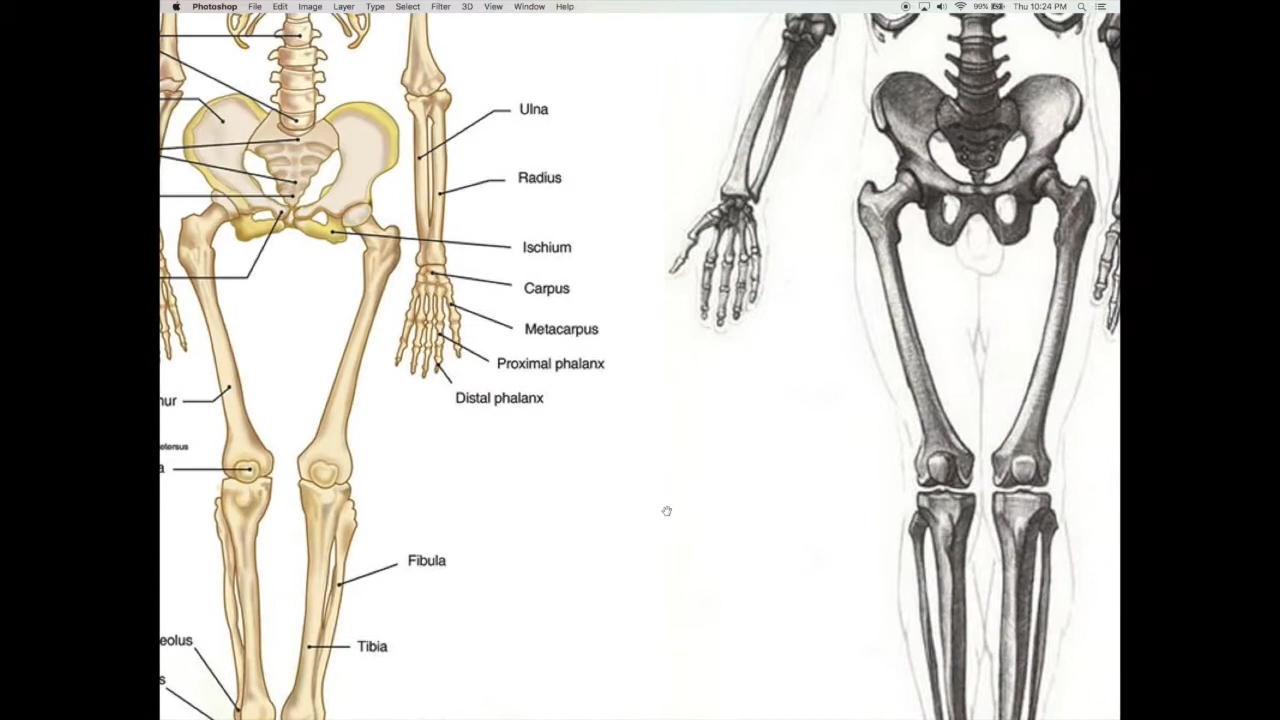 Photoshop File Edit Image Layer Type Select Filter 3D View Window Help 99% Thu 10:24 PM
Ulna
Radius
Ischium
Carpus
Metacarpus
Proximal phalanx
Distal phalanx
Fibula
Tibia